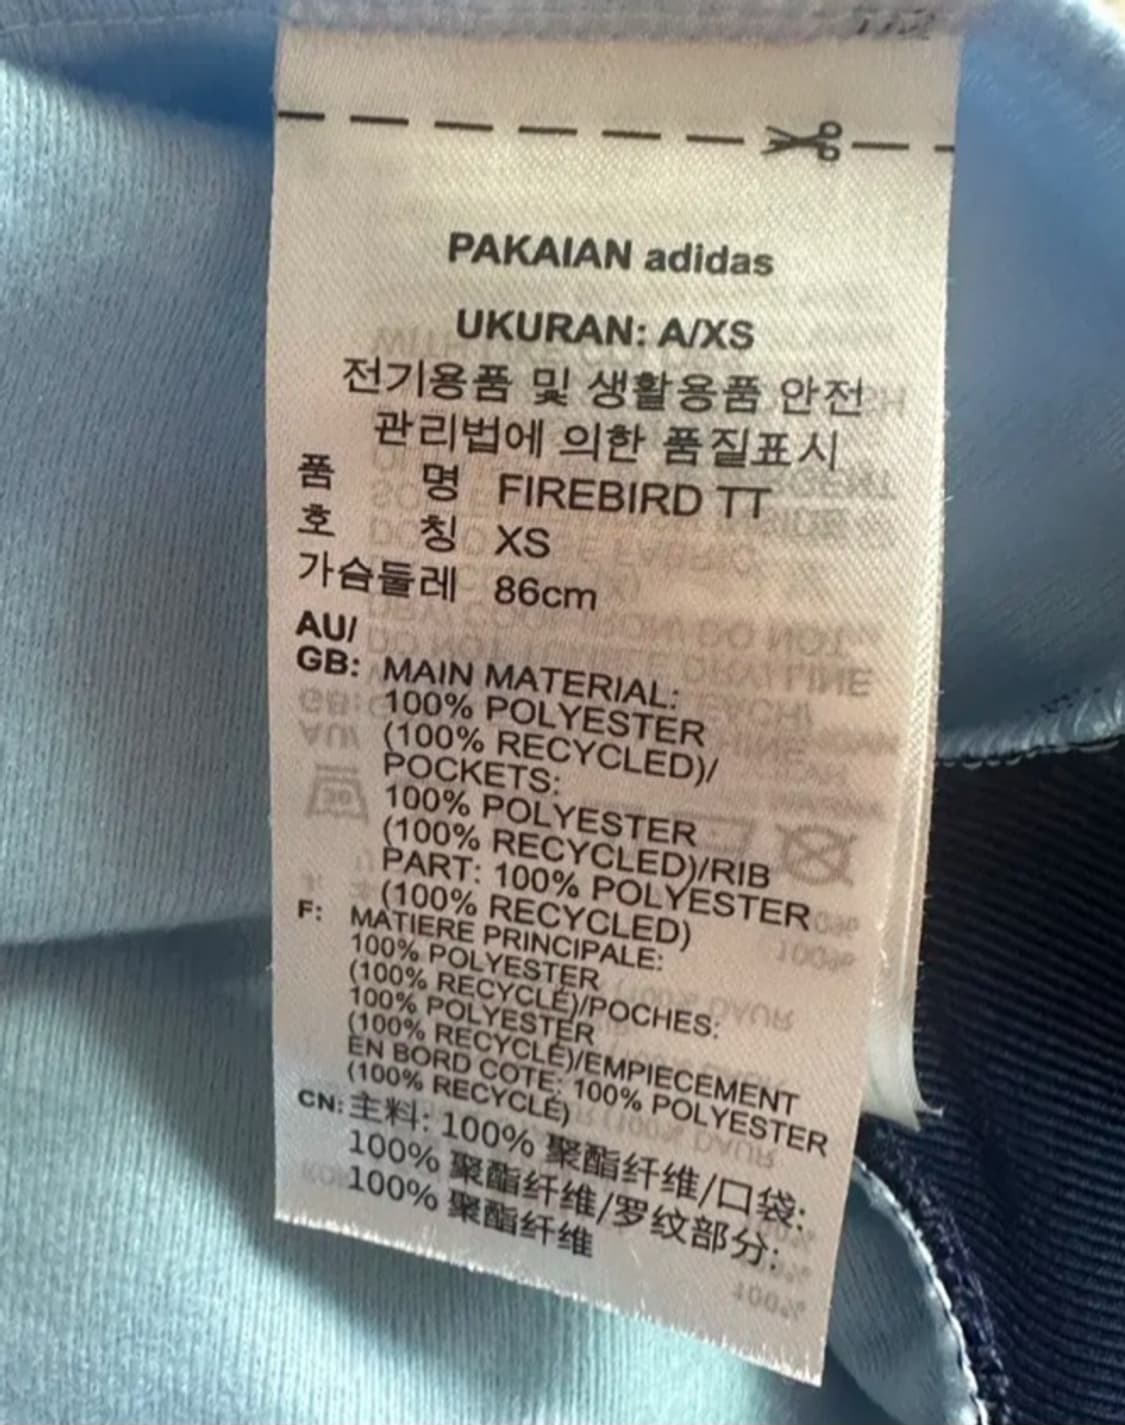 PAKAIAN adidas
UKURAN: A/XS
전기용품 및 생활용품 안전
관리법에 의한 품질표시
품 명 FIREBIRD TT
호 칭 XS
가슴둘레 86cm
AU/
GB: MAIN MATERIAL:
100% POLYESTER
(100% RECYCLED)/
POCKETS:
100% POLYESTER
(100% RECYCLED)/RIB
PART: 100% POLYESTER
(100% RECYCLED)
F: MATIERE PRINCIPALE:
100% POLYESTER
(100% RECYCLÉ)/POCHES:
100% POLYESTER
(100% RECYCLÉ)/EMPIECEMENT
EN BORD COTE: 100% POLYESTER
(100% RECYCLÉ)
CN: 主料: 100% 聚酯纤维/口袋:
100% 聚酯纤维/罗纹部分:
100% 聚酯纤维